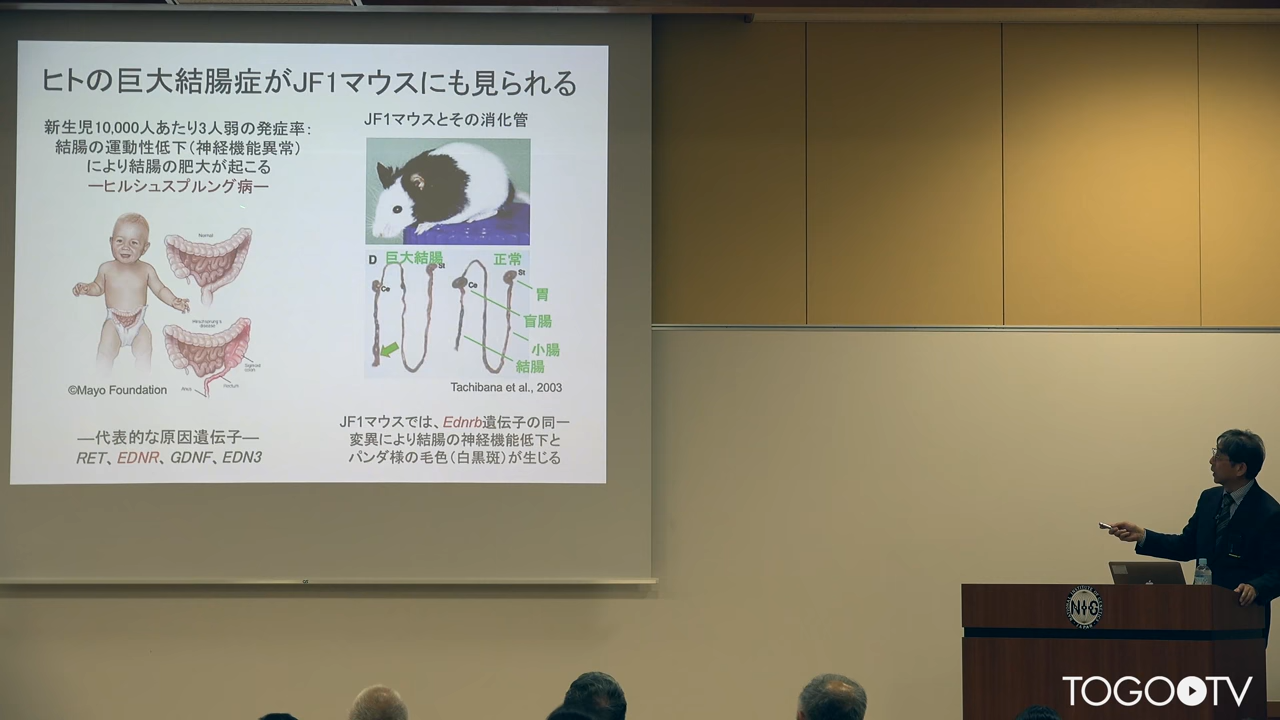 ヒトの巨大結腸症がJF1マウスにも見られる
新生児10,000人あたり3人弱の発症率:
結腸の運動性低下(神経機能異常)
により結腸の肥大が起こる
―ヒルシュスプルング病―
Normal
Hirschsprung's
disease
Sigmoid
colon
Anus
Rectum
©Mayo Foundation
―代表的な原因遺伝子―
RET、EDNR、GDNF、EDN3
JF1マウスとその消化管
D 巨大結腸 正常
St
St
Ce
Ce
胃
盲腸
小腸
結腸
Tachibana et al., 2003
JF1マウスでは、Ednrb遺伝子の同一
変異により結腸の神経機能低下と
パンダ様の毛色(白黒斑)が生じる
NIG
JAPAN
TOGOTV